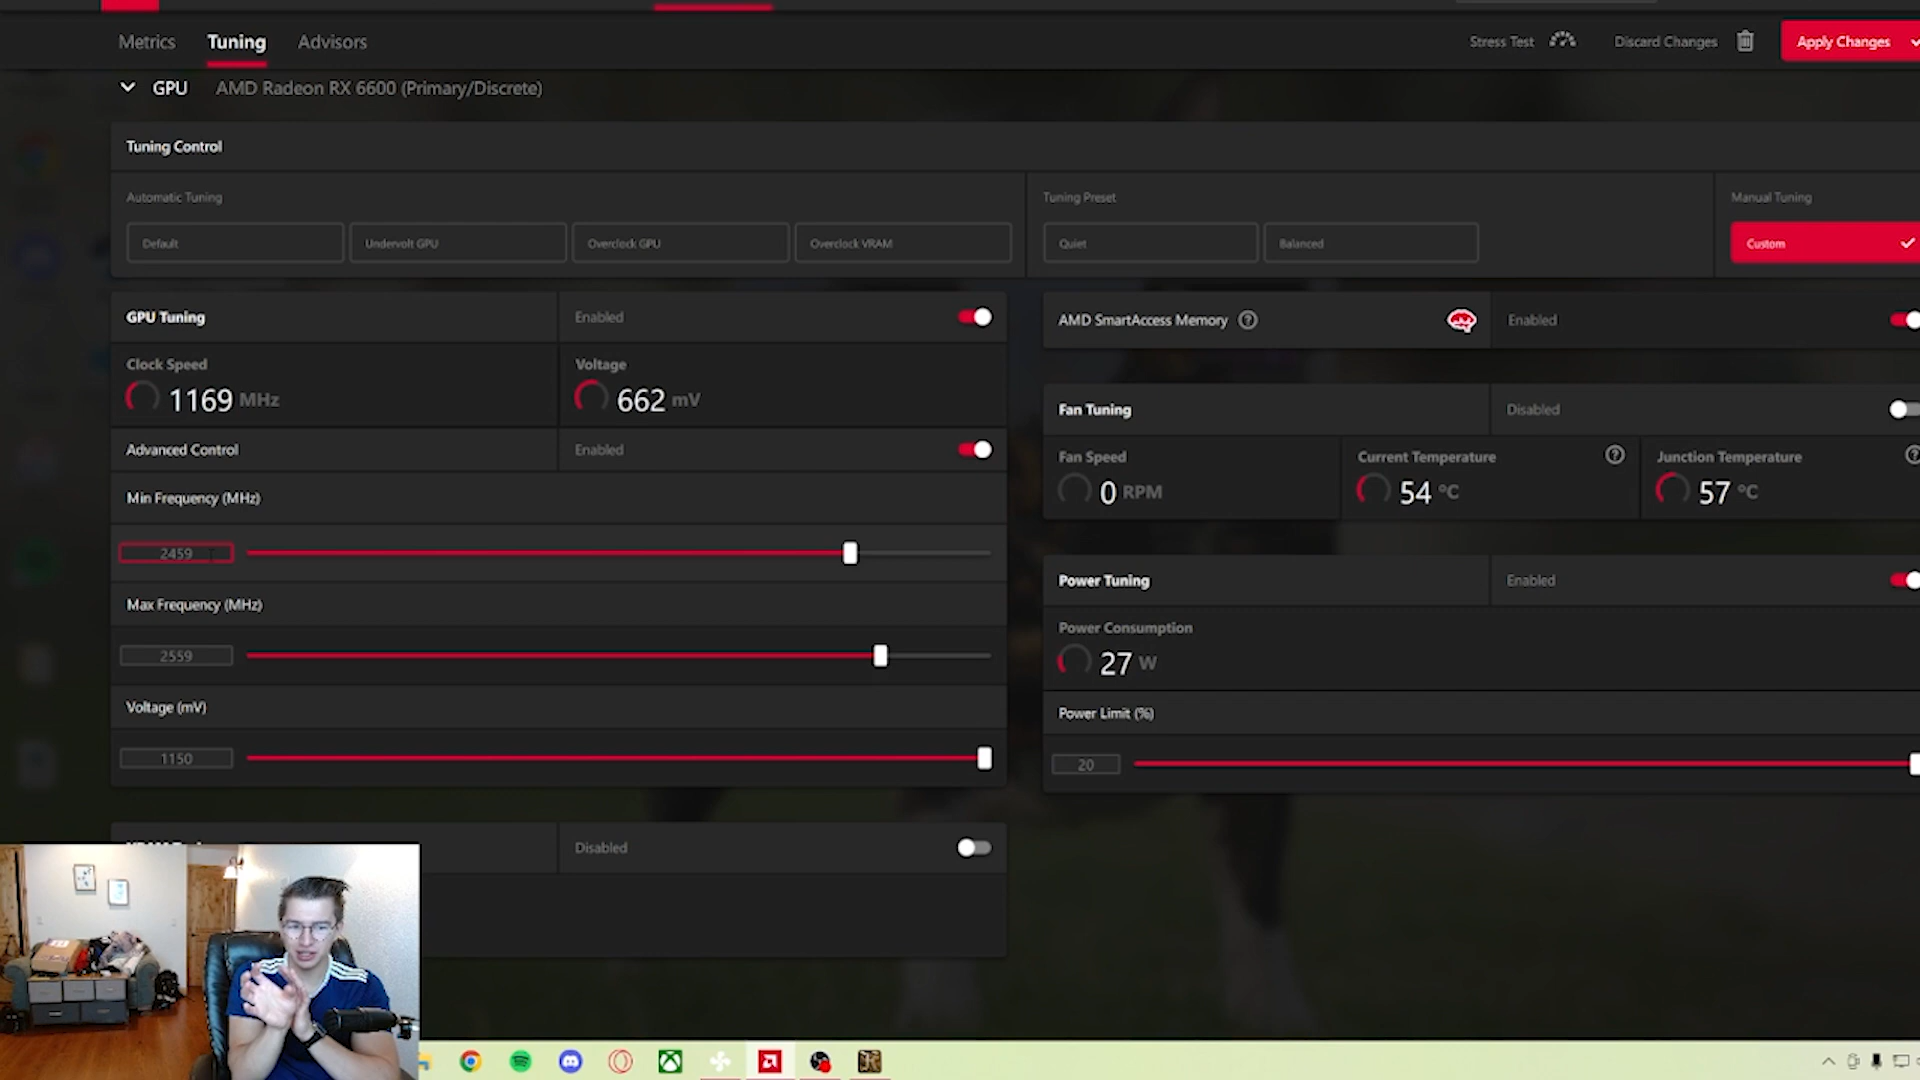 Metrics Tuning Advisors Stress Test Discard Changes Apply Changes
GPU AMD Radeon RX 6600 (Primary/Discrete)
Tuning Control
Automatic Tuning Tuning Preset Manual Tuning
Default Undervolt GPU Overclock GPU Overclock VRAM Quiet Balanced Custom
GPU Tuning Enabled
AMD SmartAccess Memory Enabled
Clock Speed Voltage
1169 MHz 662 mV
Fan Tuning Disabled
Advanced Control Enabled
Fan Speed Current Temperature Junction Temperature
0 RPM 54 °C 57 °C
Min Frequency (MHz)
2459
Power Tuning Enabled
Max Frequency (MHz)
Power Consumption
2559
27 W
Voltage (mV)
Power Limit (%)
1150
20
Disabled